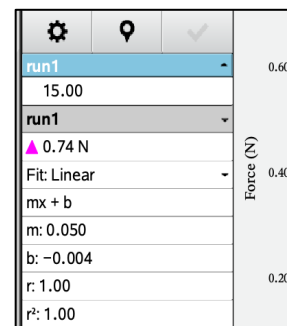 run1
15.00
run1
0.74 N
Fit: Linear
mx + b
m: 0.050
b: −0.004
r: 1.00
r²: 1.00
0.60
Force (N)
0.40
0.20